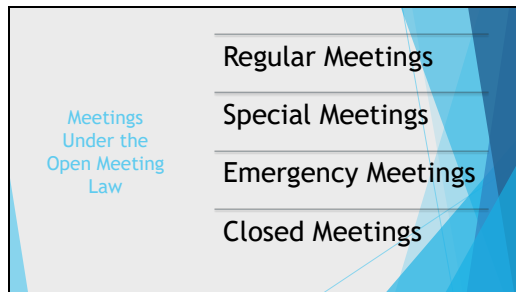 Meetings
Under the
Open Meeting
Law
Regular Meetings
Special Meetings
Emergency Meetings
Closed Meetings